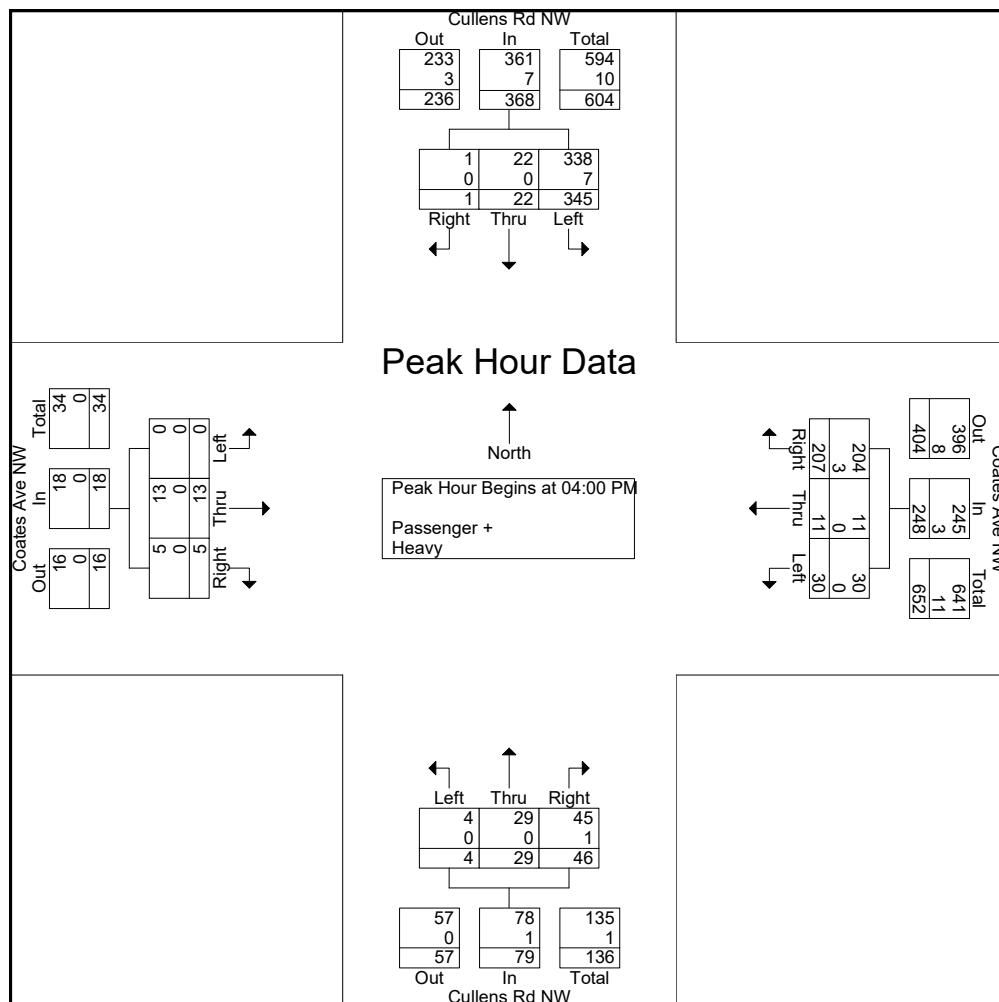 Cullens Rd NW
Out In Total
233 361 594
3 7 10
236 368 604
1 22 338
0 0 7
1 22 345
Right Thru Left
Peak Hour Data
North
Peak Hour Begins at 04:00 PM
Passenger +
Heavy
Coates Ave NW
Out In Total
16 18 34
0 0 0
16 18 34
Left Thru Right
0 13 5
0 0 0
0 13 5
Coates Ave NW
Out In Total
396 245 641
8 3 11
404 248 652
204 11 30
3 0 0
207 11 30
Right Thru Left
Left Thru Right
4 29 45
0 0 1
4 29 46
57 78 135
0 1 1
57 79 136
Out In Total
Cullens Rd NW